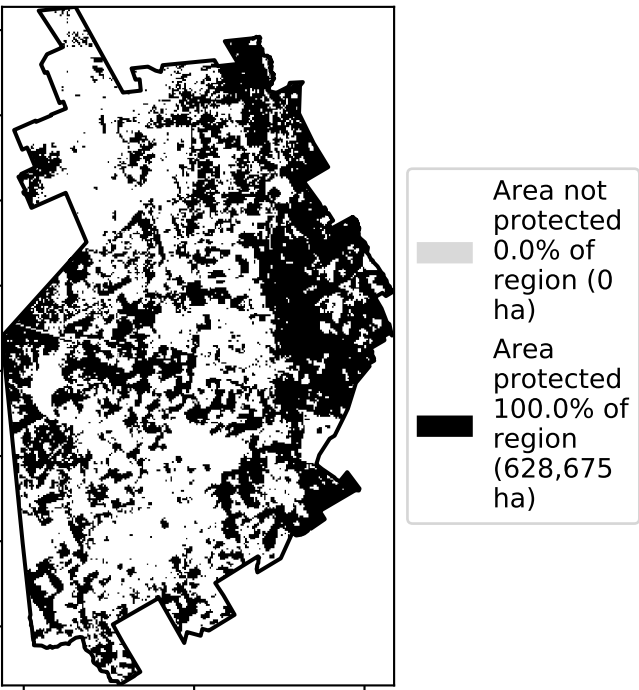 Area not
protected
0.0% of
region (0
ha)
Area
protected
100.0% of
region
(628,675
ha)